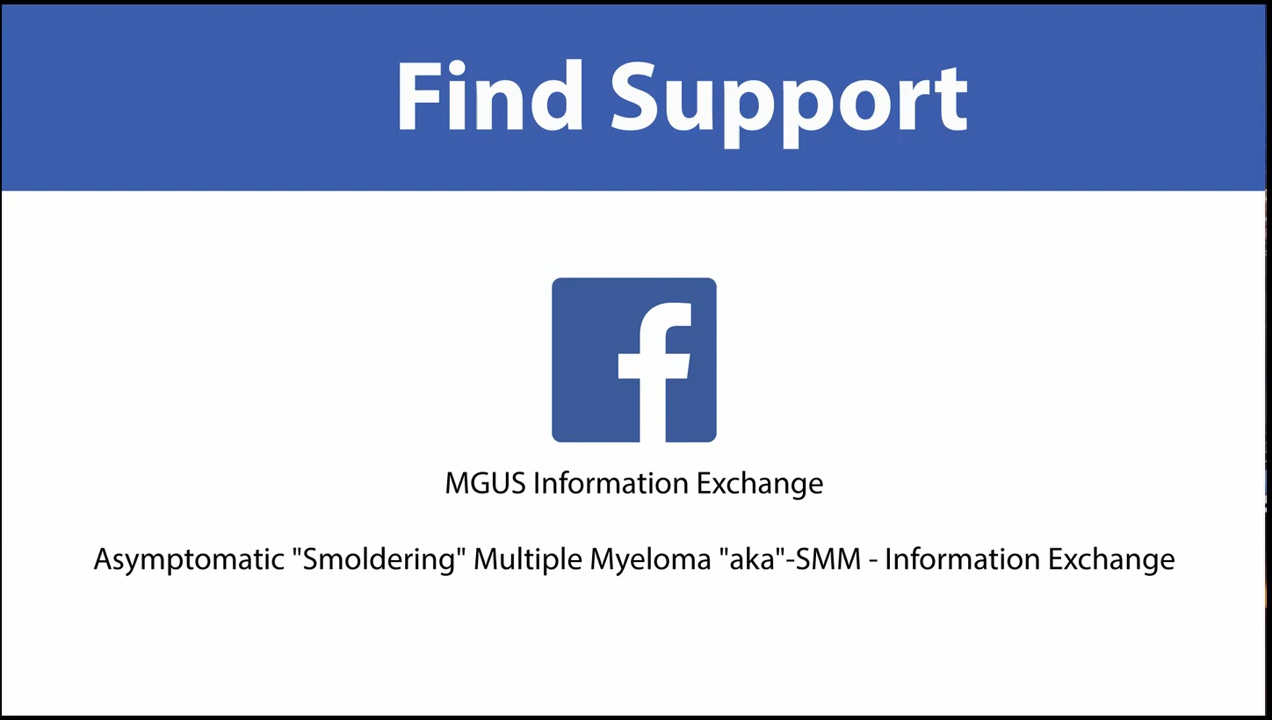 Find Support
f
MGUS Information Exchange
Asymptomatic "Smoldering" Multiple Myeloma "aka"-SMM - Information Exchange